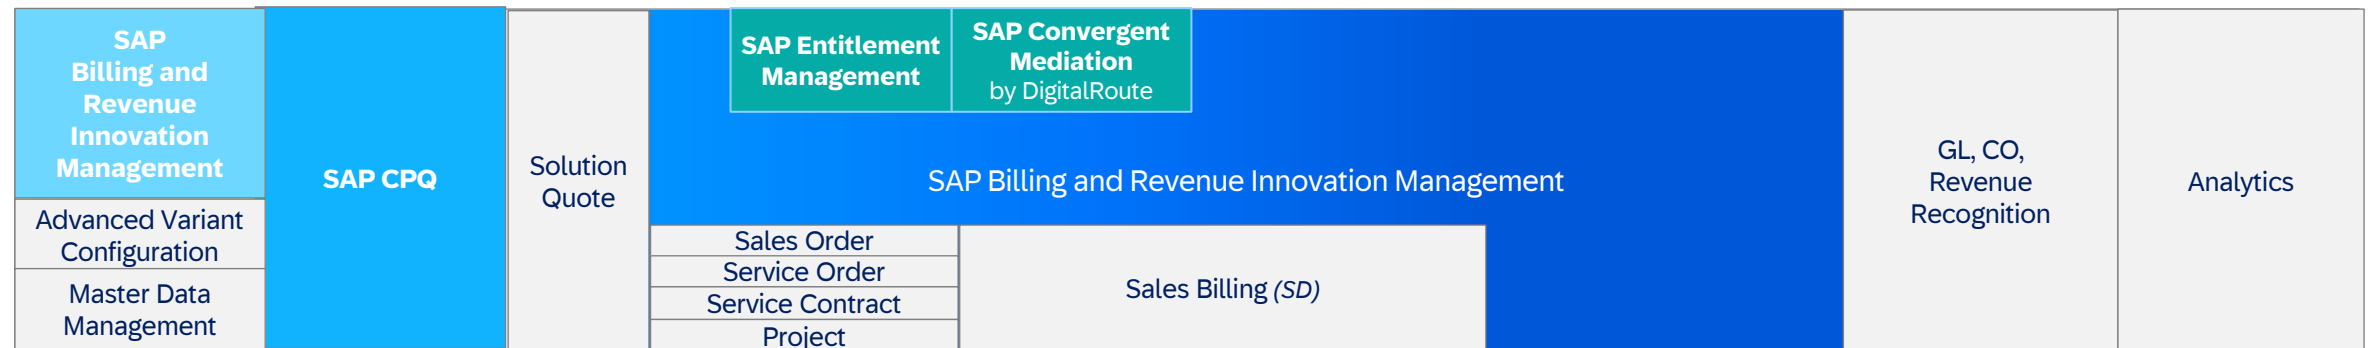 SAP
Billing and
Revenue
Innovation
Management
Advanced Variant
Configuration
Master Data
Management
SAP CPQ
Solution
Quote
SAP Entitlement
Management
SAP Convergent
Mediation
by DigitalRoute
SAP Billing and Revenue Innovation Management
Sales Order
Service Order
Service Contract
Project
Sales Billing (SD)
GL, CO,
Revenue
Recognition
Analytics